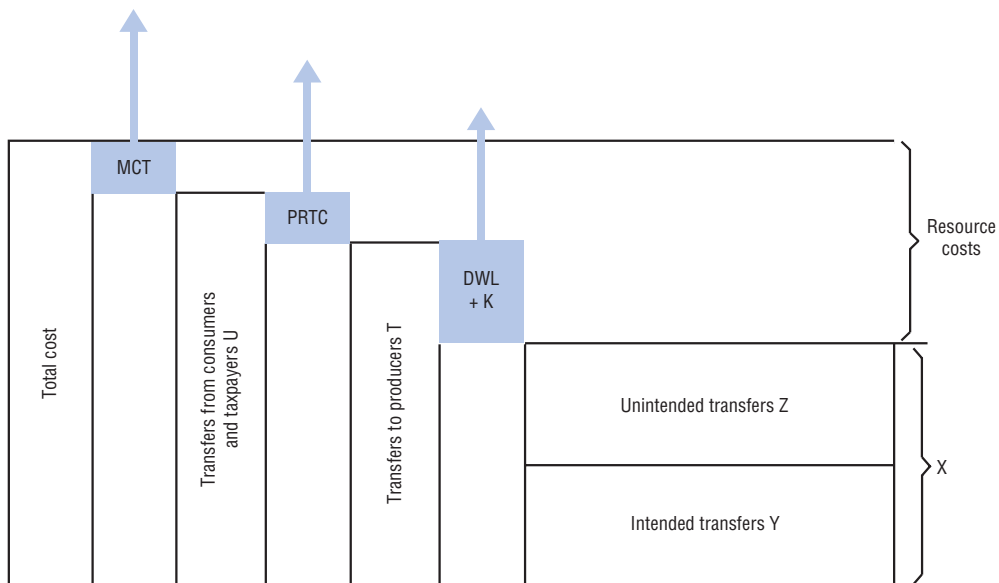 MCT
PRTC
DWL
+ K
Resource
costs
Total cost
Transfers from consumers
and taxpayers U
Transfers to producers T
Unintended transfers Z
X
Intended transfers Y